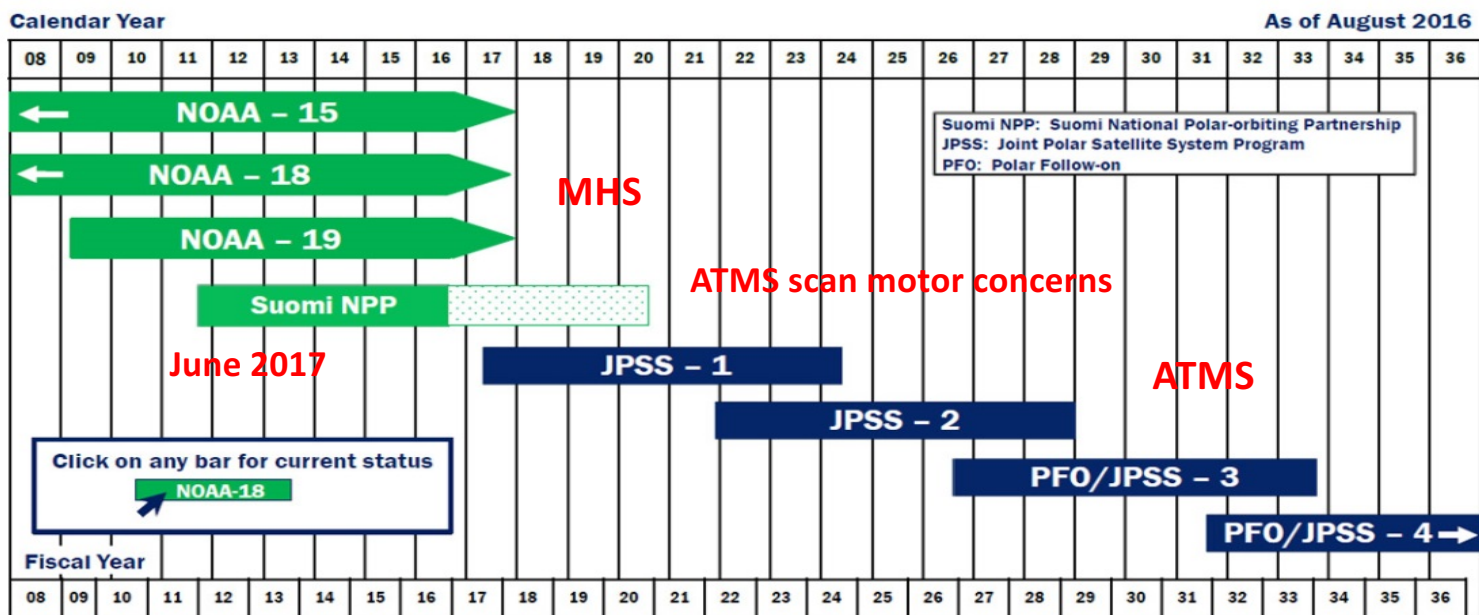 Calendar Year As of August 2016
08 09 10 11 12 13 14 15 16 17 18 19 20 21 22 23 24 25 26 27 28 29 30 31 32 33 34 35 36
NOAA – 15
Suomi NPP: Suomi National Polar-orbiting Partnership
JPSS: Joint Polar Satellite System Program
PFO: Polar Follow-on
NOAA – 18
MHS
NOAA – 19
ATMS scan motor concerns
Suomi NPP
June 2017
JPSS – 1
ATMS
JPSS – 2
Click on any bar for current status
NOAA-18
PFO/JPSS – 3
PFO/JPSS – 4
Fiscal Year
08 09 10 11 12 13 14 15 16 17 18 19 20 21 22 23 24 25 26 27 28 29 30 31 32 33 34 35 36